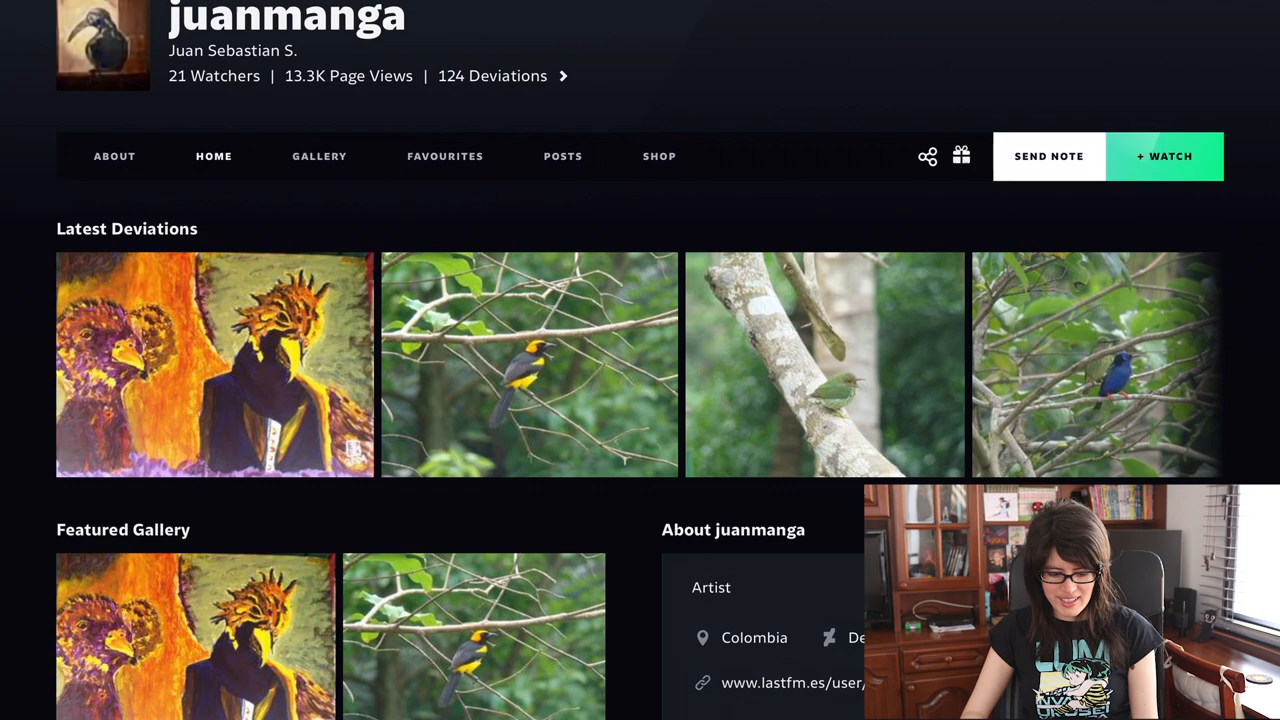 juanmanga
Juan Sebastian S.
21 Watchers | 13.3K Page Views | 124 Deviations
ABOUT HOME GALLERY FAVOURITES POSTS SHOP SEND NOTE + WATCH
Latest Deviations
Featured Gallery
About juanmanga
Artist
Colombia De
www.lastfm.es/user/
LUM